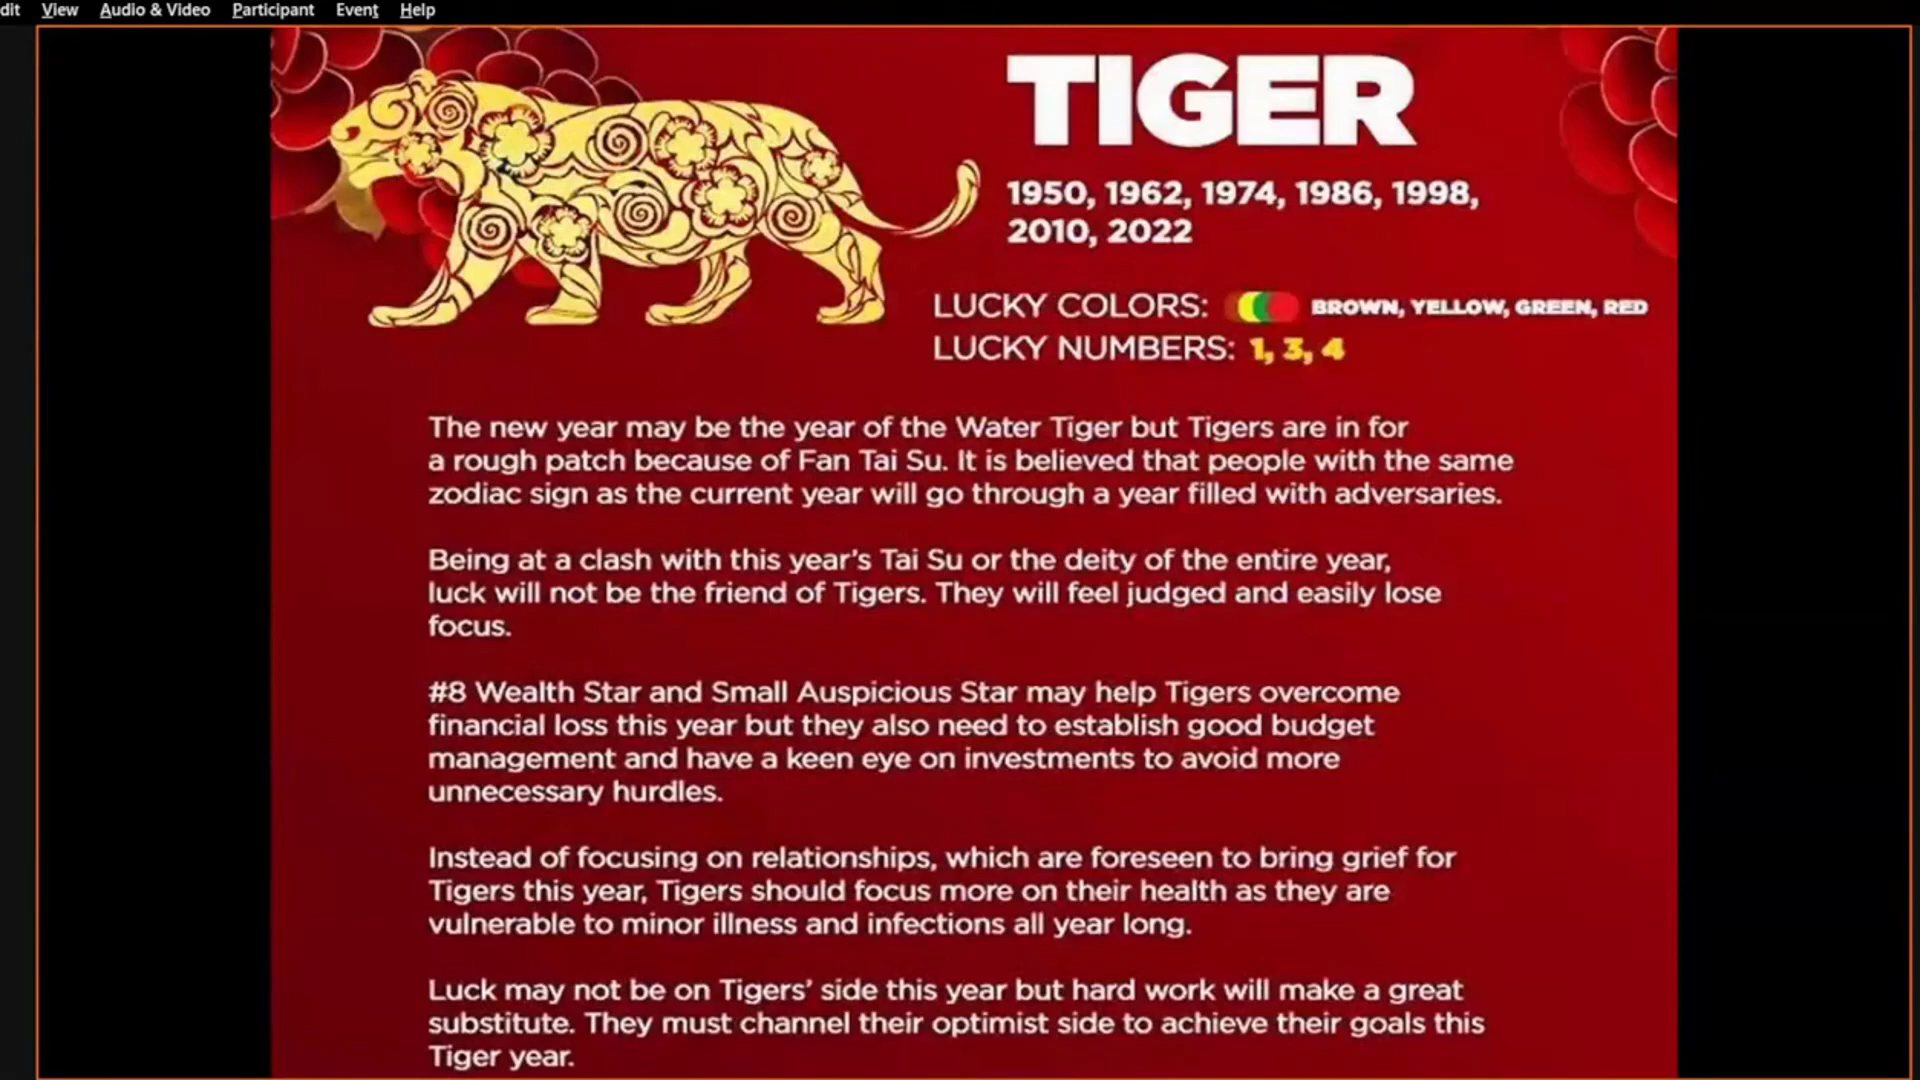 dit View Audio & Video Participant Event Help
TIGER
1950, 1962, 1974, 1986, 1998,
2010, 2022
LUCKY COLORS: BROWN, YELLOW, GREEN, RED
LUCKY NUMBERS: 1, 3, 4
The new year may be the year of the Water Tiger but Tigers are in for
a rough patch because of Fan Tai Su. It is believed that people with the same
zodiac sign as the current year will go through a year filled with adversaries.
Being at a clash with this year's Tai Su or the deity of the entire year,
luck will not be the friend of Tigers. They will feel judged and easily lose
focus.
#8 Wealth Star and Small Auspicious Star may help Tigers overcome
financial loss this year but they also need to establish good budget
management and have a keen eye on investments to avoid more
unnecessary hurdles.
Instead of focusing on relationships, which are foreseen to bring grief for
Tigers this year, Tigers should focus more on their health as they are
vulnerable to minor illness and infections all year long.
Luck may not be on Tigers' side this year but hard work will make a great
substitute. They must channel their optimist side to achieve their goals this
Tiger year.